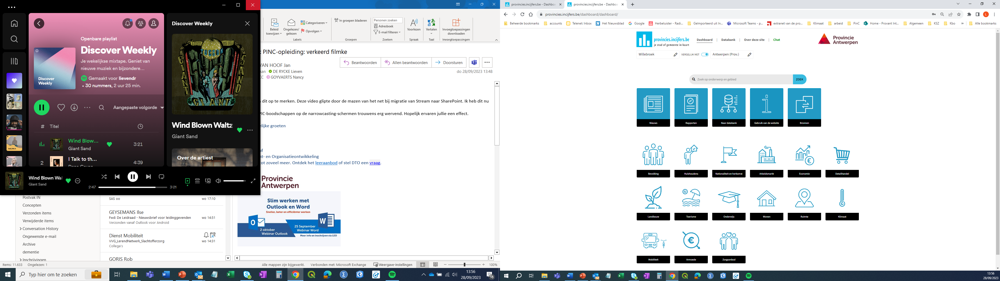 Openbare playlist
Discover Weekly
Je wekelijkse mixtape. Geniet van
nieuwe muziek en bijzondere...
Gemaakt voor lievendr
• 30 nummers, 2 uur 25 min.
Discover
Weekly
Aangepaste volgorde
# Titel
Wind Blow...
Giant Sand
3:21
2
I Talk to th...
4:39
Discover Weekly
TUCSON
GIANT
GIANT
SAND
Wind Blown Waltz
Giant Sand
Over de artiest
Wind Blown Wal
Giant Sand
2:47
3:21
Postvak IN
Concepten
Verzonden items
Verwijderde items
Conversation History
Ongewenste e-mail
Archive
dementie
Inschrijvingen
SAS oo
wo 17:10
GEYSEMANS Ilse
Fwd: De Leidraad - Nieuwsbrief voor leidinggevenden
wo 14:51
Verzonden vanaf Outlook voor Android
Dienst Mobiliteit
VVG_LerendNetwerk_Slachtofferzorg
wo 14:31
Collega's
GORIS Rob
Beleid
toewijzen
Ongelezen/
gelezen
Categoriseren
Opvolgen
Labels
In groepen bladeren
Groepen
Personen zoeken
Adresboek
E-mail filteren
Zoeken
Voorlezen
Spraak
Vertalen
Taal
Invoegtoepassingen
downloaden
Invoegtoepassingen
: PINC-opleiding: verkeerd filmke
VAN HOOF Jan
Aan DE RYCKE Lieven
CC GOYVAERTS Nancy
Beantwoorden
Allen beantwoorden
Doorsturen
do 28/09/2023 13:48
dit op te merken. Deze video glipte door de mazen van het net bij migratie van Stream naar SharePoint. Ik heb dit nu
PIC-boodschappen op de narrowcasting-schermen trouwens erg wervend. Hopelijk ervaren jullie een effect.
elijke groeten
of
nt- en Organisatieontwikkeling
tot zoveel meer. Ontdek het leeraanbod of stel DTO een vraag.
Provincie
Antwerpen
Slim werken met
Outlook en Word
Sneller, beter en efficiënter werken
2 oktober
Webinar Outlook
25 September
Webinar Word
Meer info en inschrijven via LEO
Items: 11.633
Ongelezen: 1
Alle mappen zijn bijgewerkt.
Verbonden met: Microsoft Exchange
Weergave-instellingen
100%
Typ hier om te zoeken
13:56
28/09/2023
18
provincies.incijfers.be - Dashbo
provincies.incijfers.be - Dashbo
provincies.incijfers.be/dashboard/dashboard/
L
Beheerde bookmarks
accounts
Telenet: Inbox
Het Nieuwsblad
Google
Herbeluister - Radi...
Geïmporteerd uit In...
Microsoft Teams - p...
extranet van de pro...
Klimaat
arbeid
PinC
Home - Provant Int...
Algemeen
KSZ
Kbo
»
Alle bookmarks
provincies.incijfers.be
je stad of gemeente in kaart
Dashboard | Databank | Over deze site | Chat
Provincie
Antwerpen
Willebroek
VERGELIJK MET
Antwerpen (Prov.)
Zoek op onderwerp en gebied
ZOEK
Nieuws
Rapporten
Naar databank
Gebruik van de website
Bronnen
Bevolking
Huishoudens
Nationaliteit en herkomst
Arbeidsmarkt
Economie
Detailhandel
Landbouw
Toerisme
Onderwijs
Wonen
Ruimte
Klimaat
Mobiliteit
Armoede
Zorgaanbod
13:56
28/09/2023